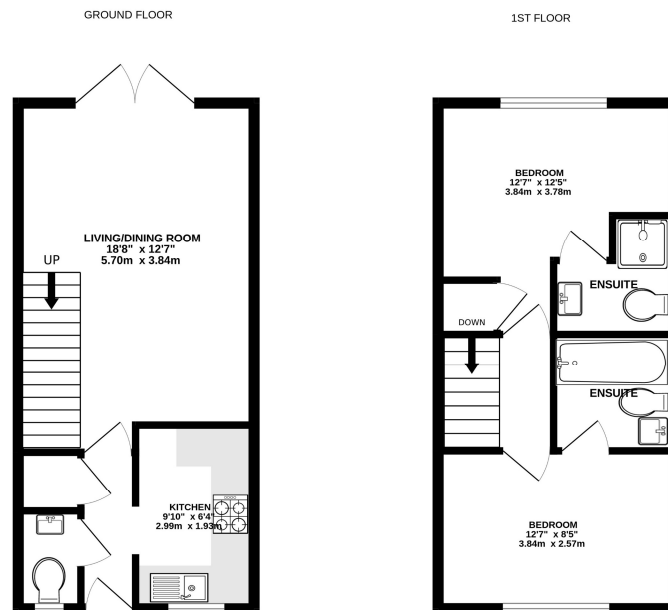 GROUND FLOOR
1ST FLOOR
LIVING/DINING ROOM
18'8" x 12'7"
5.70m x 3.84m
UP
KITCHEN
9'10" x 6'4"
2.99m x 1.93m
BEDROOM
12'7" x 12'5"
3.84m x 3.78m
ENSUITE
DOWN
ENSUITE
BEDROOM
12'7" x 8'5"
3.84m x 2.57m